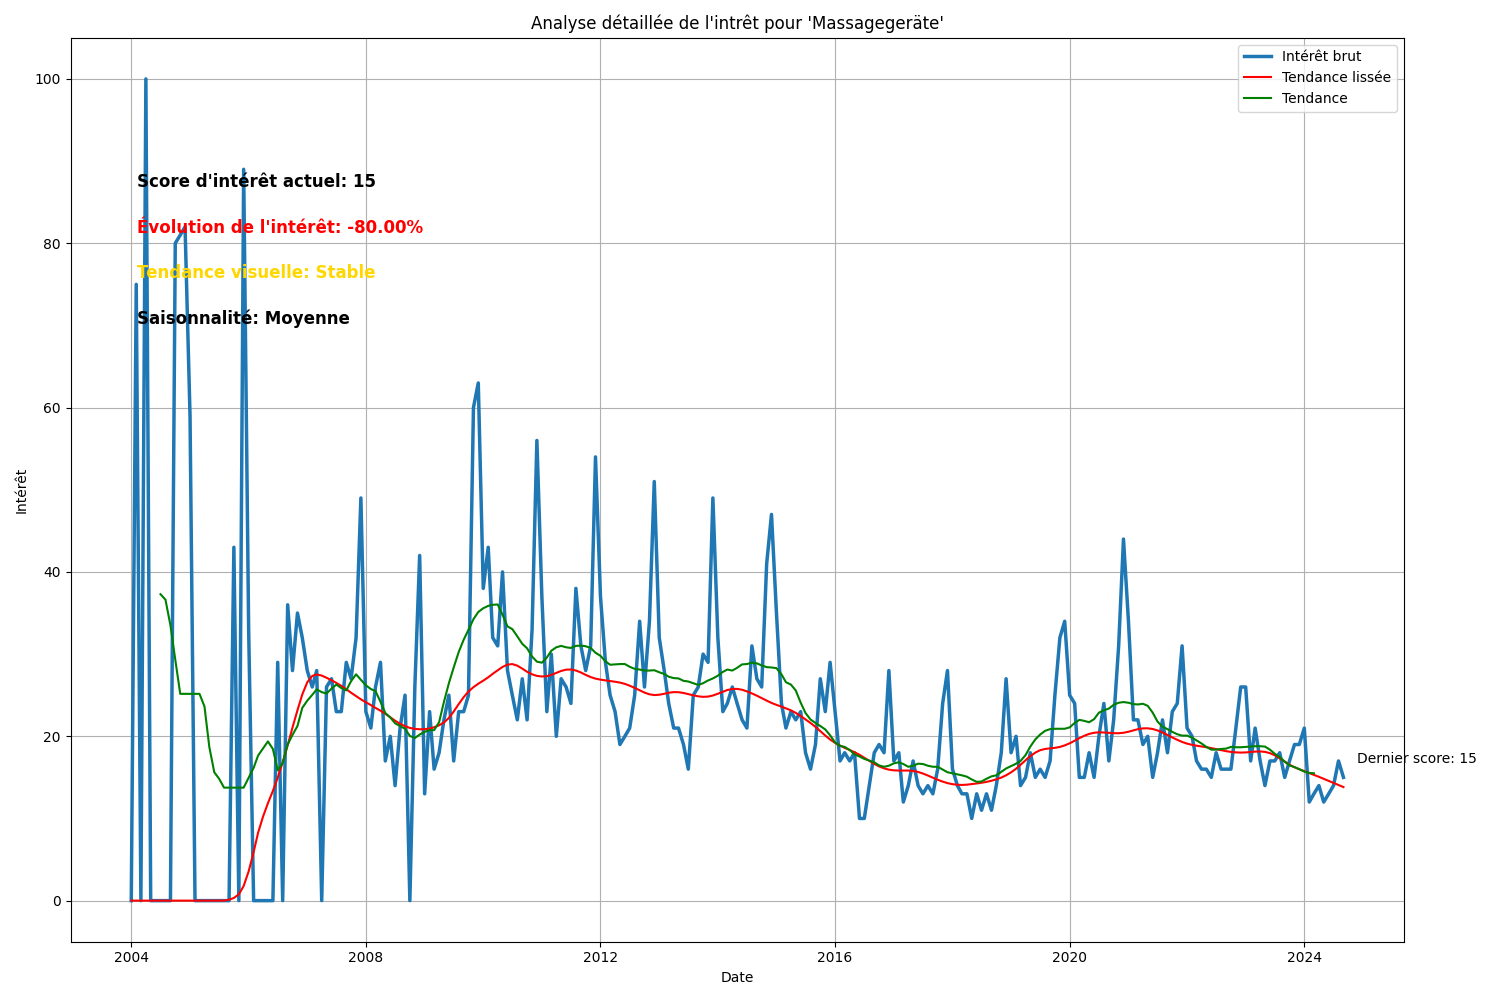 Analyse détaillée de l'intrêt pour 'Massagegeräte'
Intérêt brut
Tendance lissée
Tendance
Score d'intérêt actuel: 15
Évolution de l'intérêt: -80.00%
Tendance visuelle: Stable
Saisonnalité: Moyenne
Dernier score: 15
Intérêt
100
80
60
40
20
0
2004
2008
2012
2016
2020
2024
Date